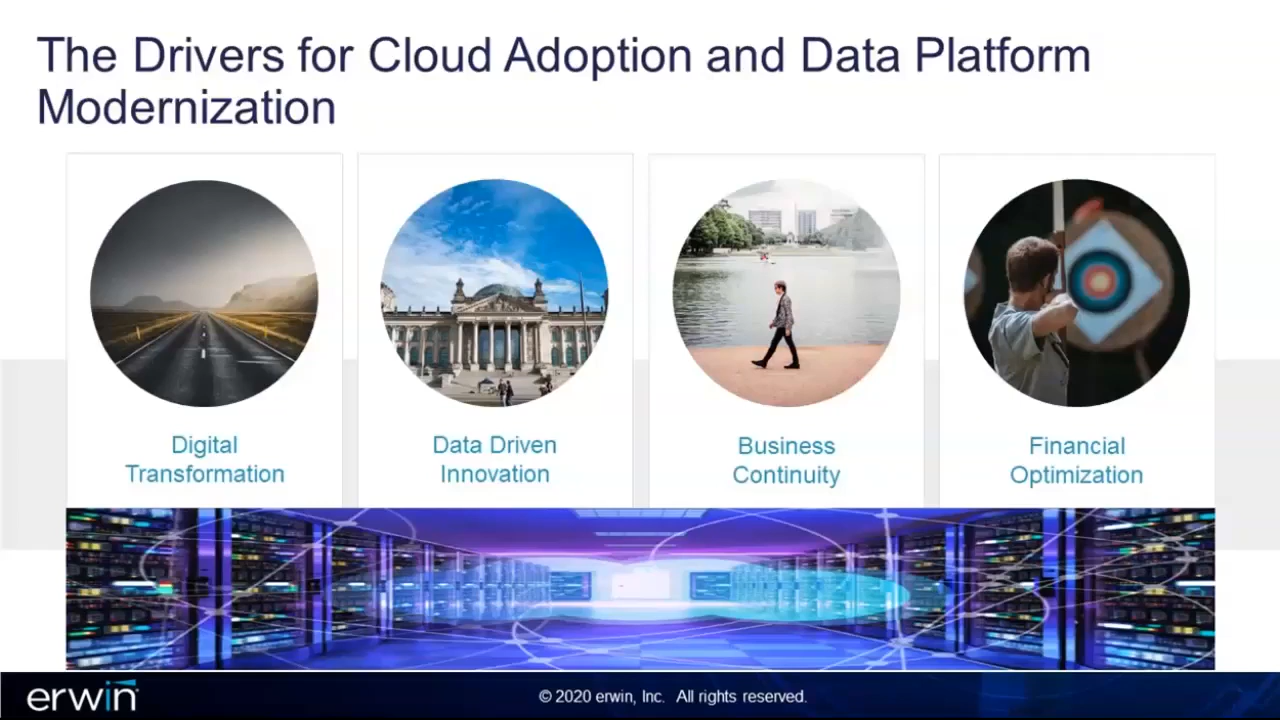 The Drivers for Cloud Adoption and Data Platform
Modernization
Digital
Transformation
Data Driven
Innovation
Business
Continuity
Financial
Optimization
erwin
© 2020 erwin, Inc. All rights reserved.